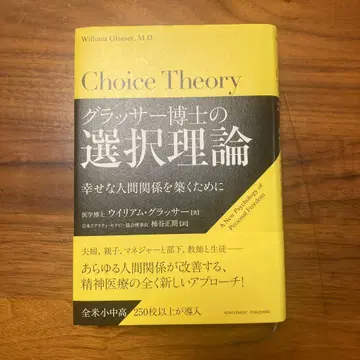 William Glasser, M.D.
Choice Theory
グラッサー博士の
選択理論
幸せな人間関係を築くために
医学博士 ウイリアム・グラッサー[著]
日本リアリティセラピー協会理事長 柿谷正期[訳]
A New Psychology of
Personal Freedom
夫婦、親子、マネジャーと部下、教師と生徒——
あらゆる人間関係が改善する、
精神医療の全く新しいアプローチ!
全米小中高 250校以上が導入
ACHIEVEMENT PUBLISHING